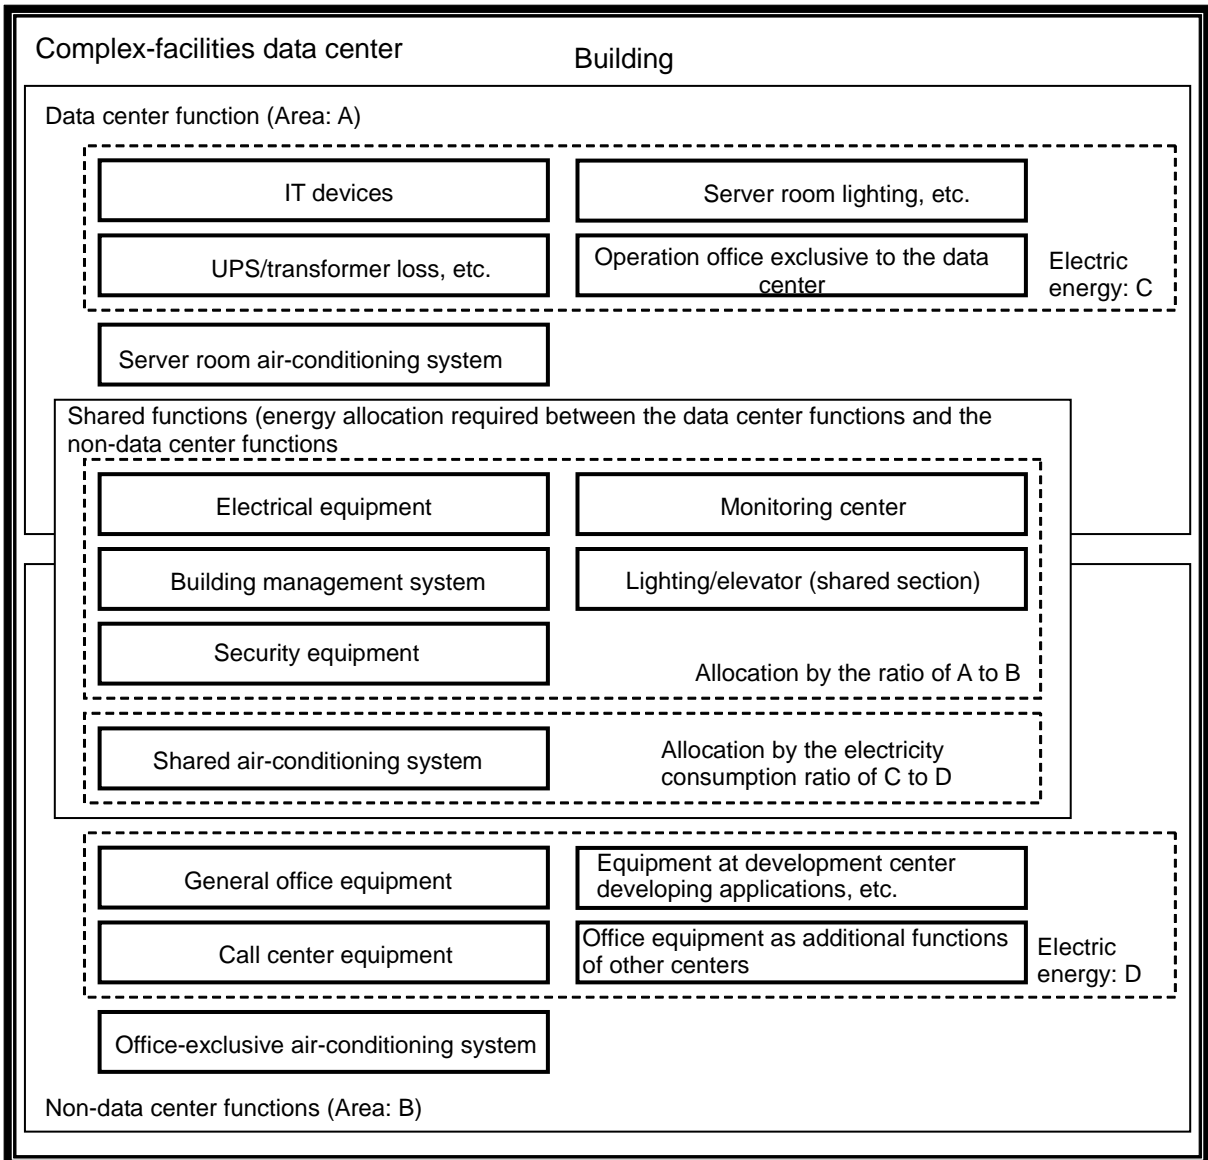 Complex-facilities data center
Building
Data center function (Area: A)
IT devices
Server room lighting, etc.
UPS/transformer loss, etc.
Operation office exclusive to the data
center
Electric
energy: C
Server room air-conditioning system
Shared functions (energy allocation required between the data center functions and the
non-data center functions
Electrical equipment
Monitoring center
Building management system
Lighting/elevator (shared section)
Security equipment
Allocation by the ratio of A to B
Shared air-conditioning system
Allocation by the electricity
consumption ratio of C to D
General office equipment
Equipment at development center
developing applications, etc.
Call center equipment
Office equipment as additional functions
of other centers
Electric
energy: D
Office-exclusive air-conditioning system
Non-data center functions (Area: B)